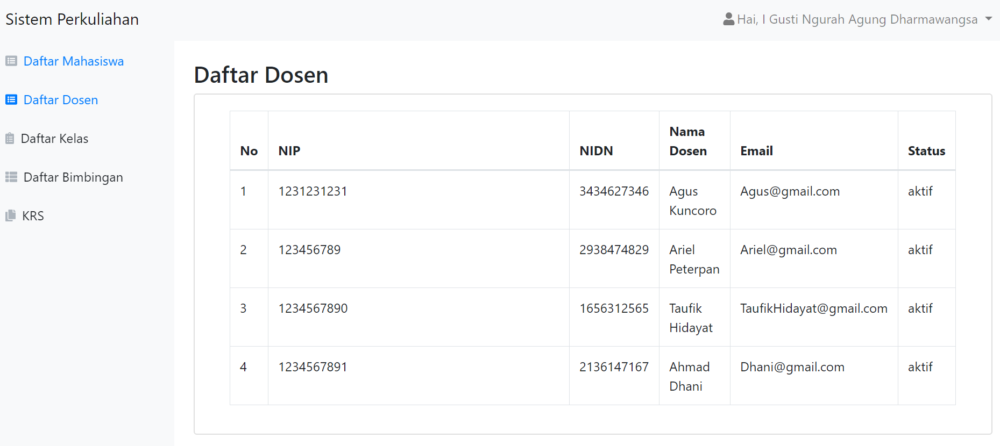 Sistem Perkuliahan
Hai, I Gusti Ngurah Agung Dharmawangsa
Daftar Mahasiswa
Daftar Dosen
Daftar Kelas
Daftar Bimbingan
KRS
Daftar Dosen
No NIP NIDN Nama Dosen Email Status
1 1231231231 3434627346 Agus Kuncoro Agus@gmail.com aktif
2 123456789 2938474829 Ariel Peterpan Ariel@gmail.com aktif
3 1234567890 1656312565 Taufik Hidayat TaufikHidayat@gmail.com aktif
4 1234567891 2136147167 Ahmad Dhani Dhani@gmail.com aktif